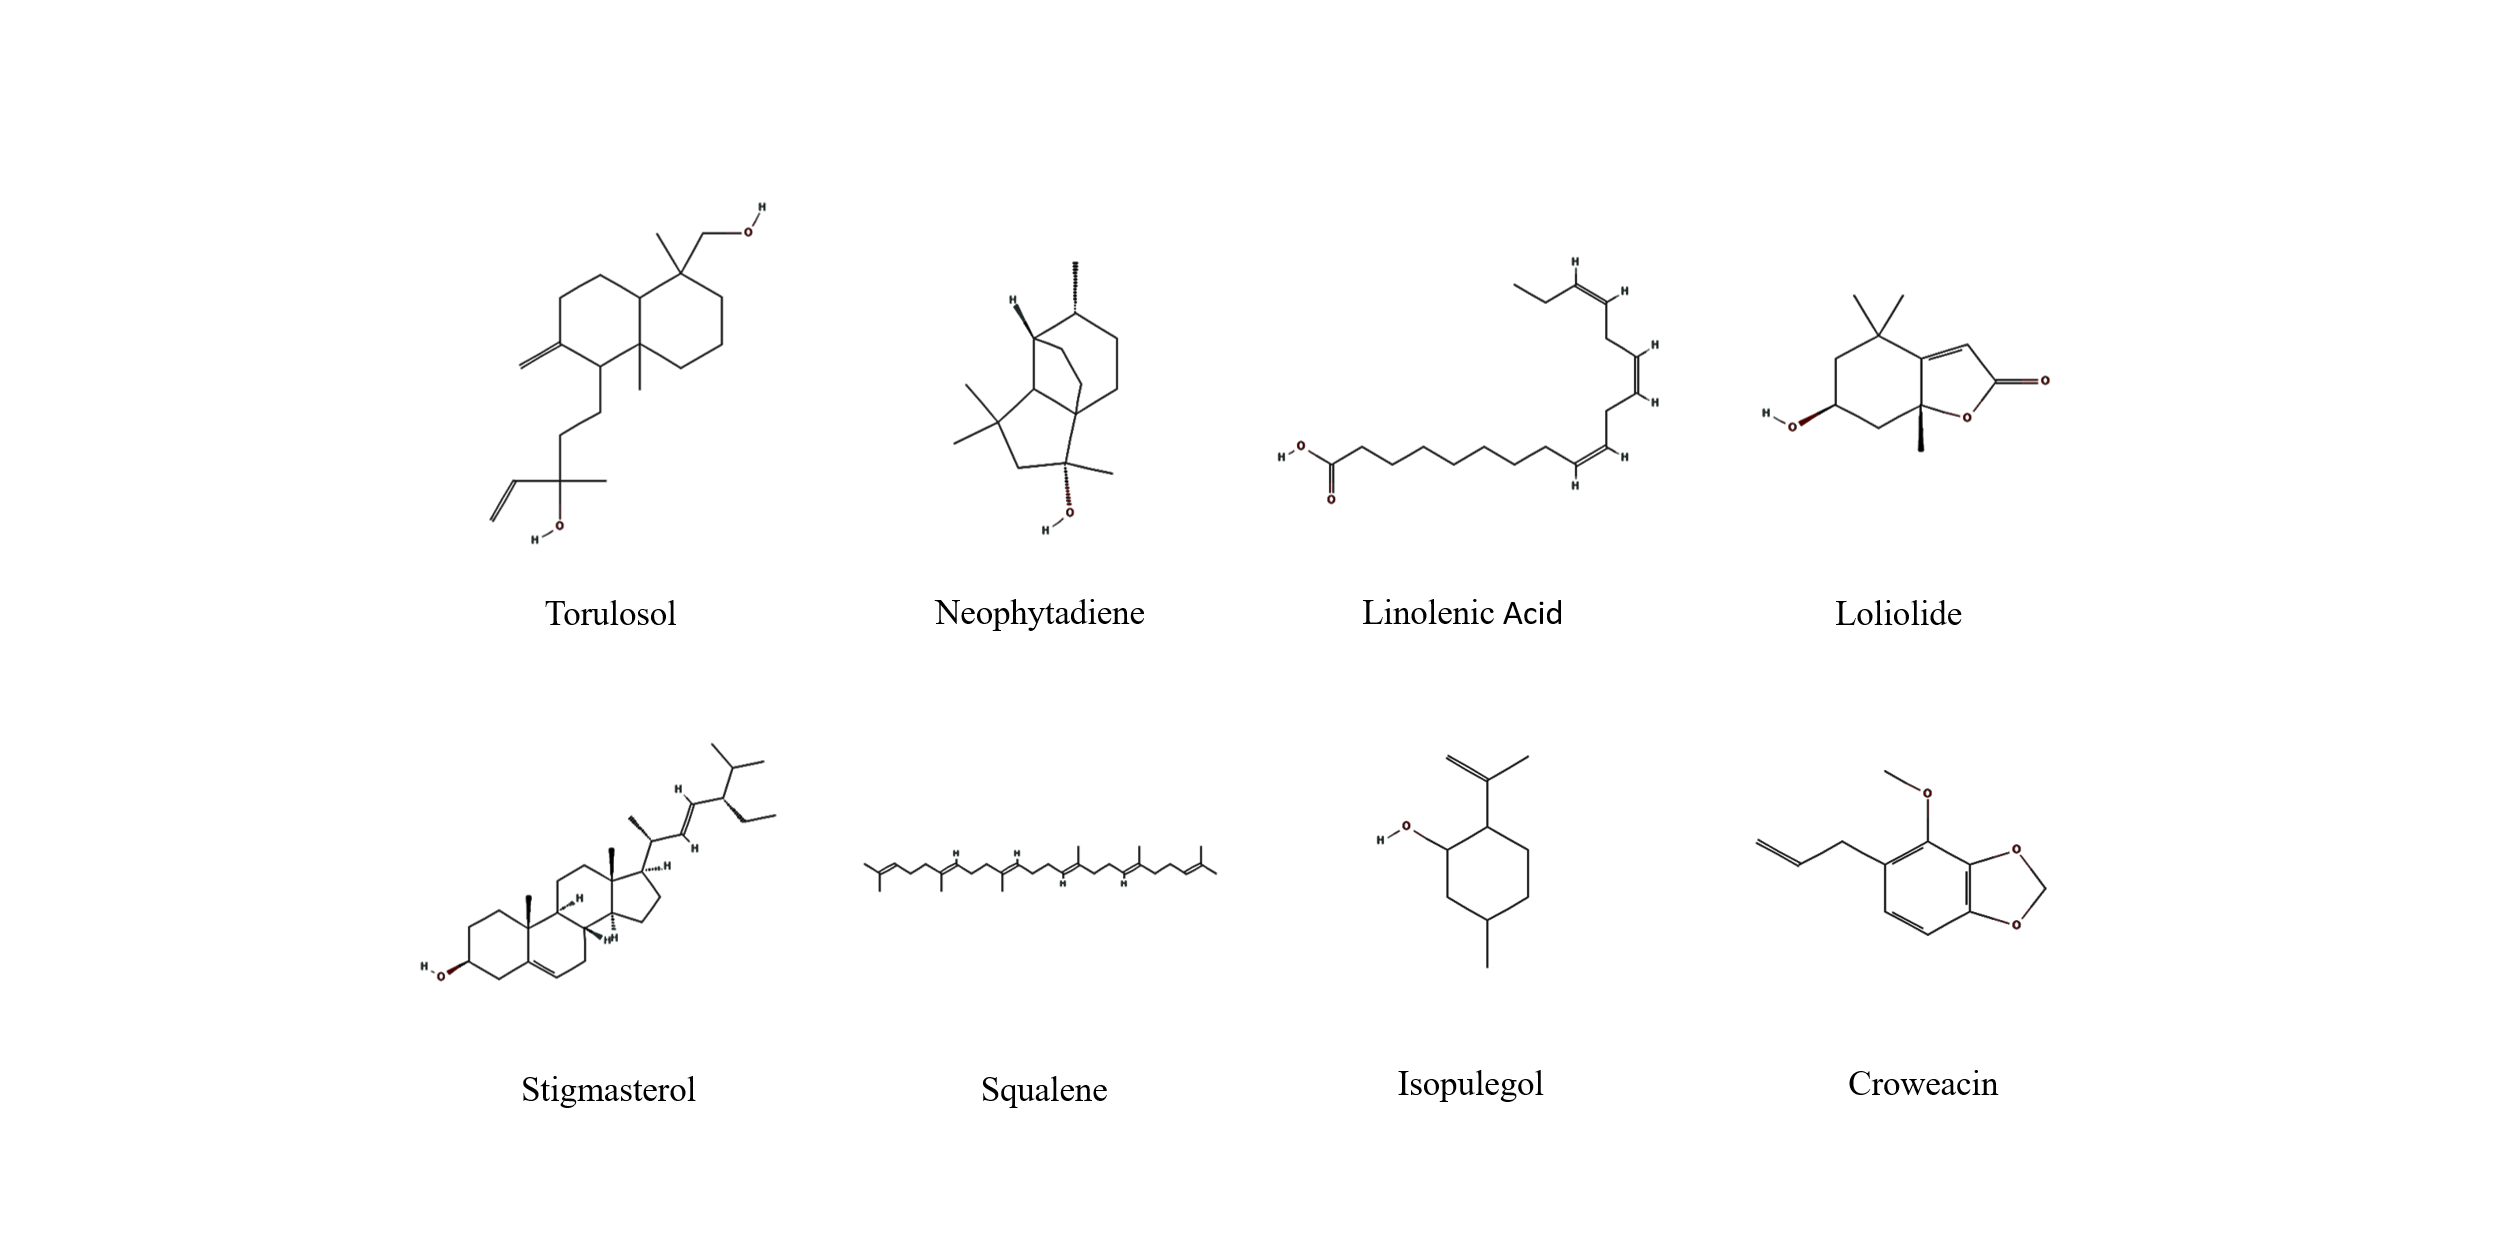 Torulosol
Neophytadiene
Linolenic Acid
Loliolide
Stigmasterol
Squalene
Isopulegol
Croweacin
H
O
O
H
H
O
H
H
H
H
H
H
H
O
H
O
O
O
O
H
O
H
H
H
H
H
H
H
O
H
H
H
H
H
O
O
O
O